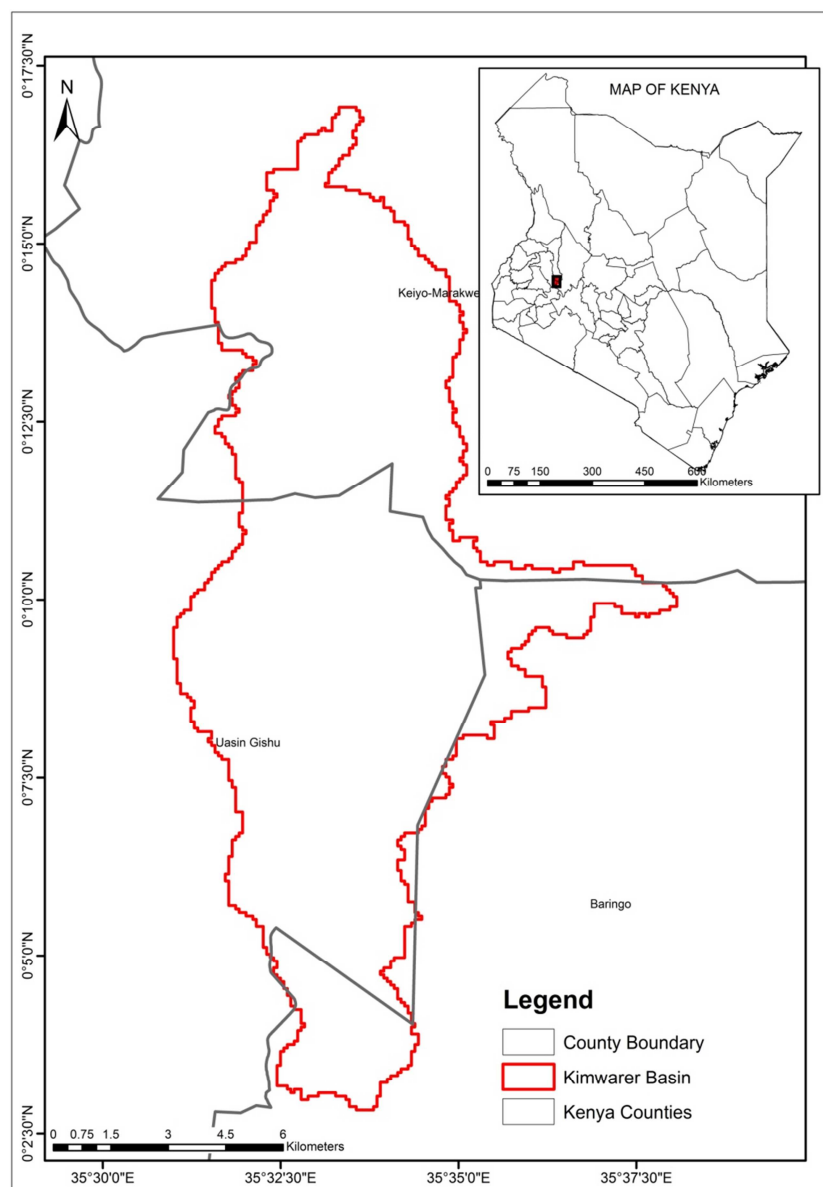 N
MAP OF KENYA
0 75 150 300 450 600
Kilometers
0°17'30"N
0°15'0"N
0°12'30"N
0°10'0"N
0°7'30"N
0°5'0"N
0°2'30"N
Keiyo-Marakwe
Uasin Gishu
Baringo
Legend
County Boundary
Kimwarer Basin
Kenya Counties
0 0.75 1.5 3 4.5 6
Kilometers
35°30'0"E 35°32'30"E 35°35'0"E 35°37'30"E